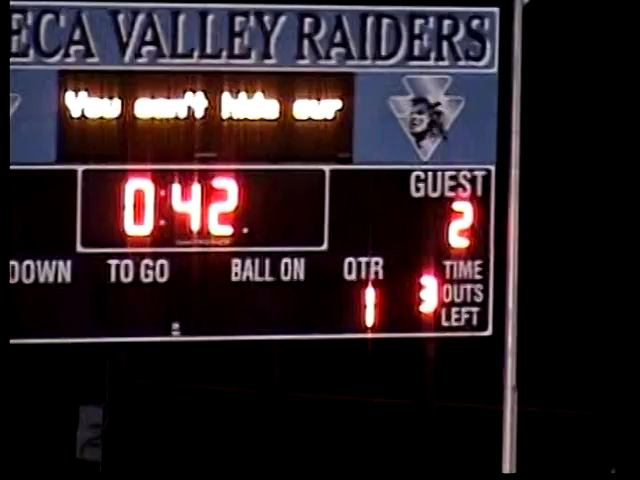 ECA VALLEY RAIDERS
You can't hide our
0:42
GUEST
2
DOWN TO GO BALL ON QTR
1
3
TIME
OUTS
LEFT